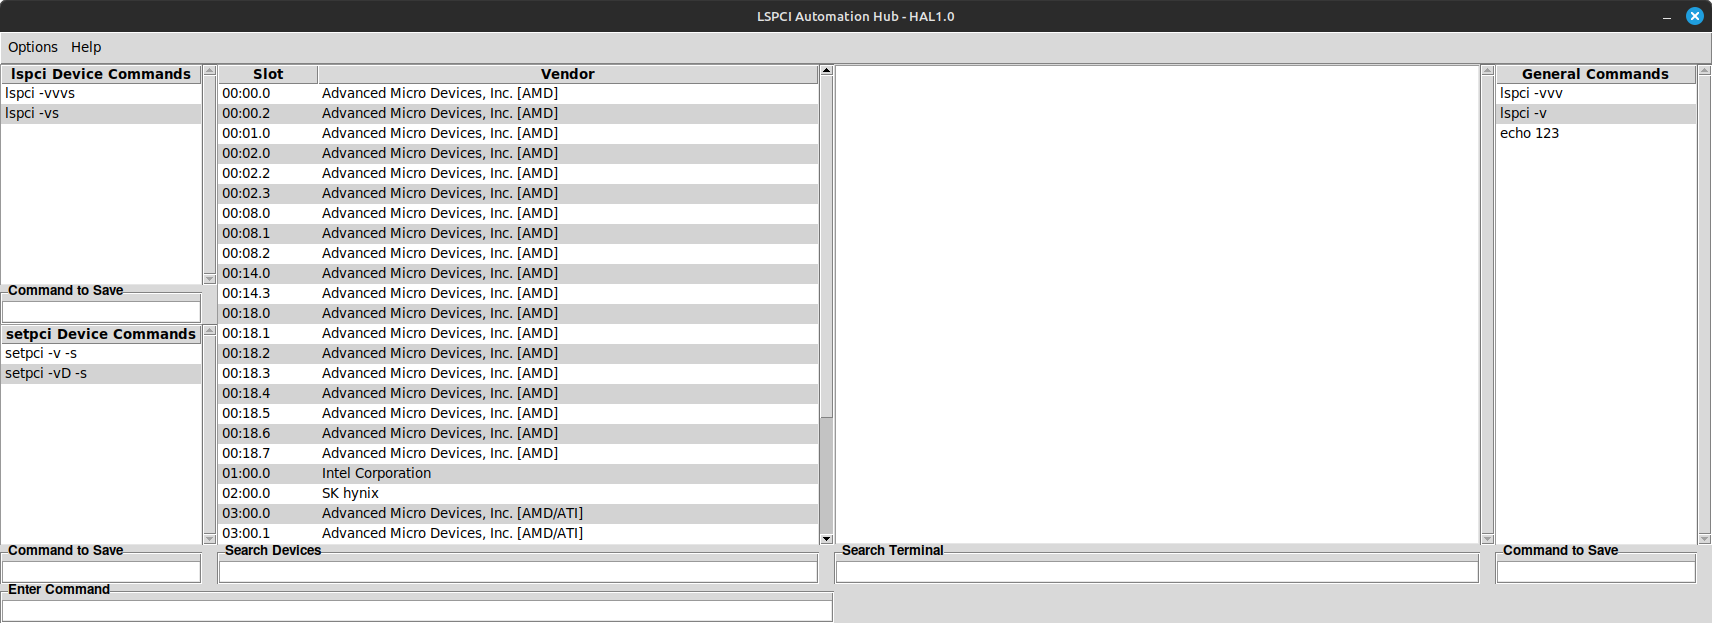 LSPCI Automation Hub - HAL1.0
Options Help
lspci Device Commands
lspci -vvvs
lspci -vs
Command to Save
setpci Device Commands
setpci -v -s
setpci -vD -s
Command to Save
Slot Vendor
00:00.0 Advanced Micro Devices, Inc. [AMD]
00:00.2 Advanced Micro Devices, Inc. [AMD]
00:01.0 Advanced Micro Devices, Inc. [AMD]
00:02.0 Advanced Micro Devices, Inc. [AMD]
00:02.2 Advanced Micro Devices, Inc. [AMD]
00:02.3 Advanced Micro Devices, Inc. [AMD]
00:08.0 Advanced Micro Devices, Inc. [AMD]
00:08.1 Advanced Micro Devices, Inc. [AMD]
00:08.2 Advanced Micro Devices, Inc. [AMD]
00:14.0 Advanced Micro Devices, Inc. [AMD]
00:14.3 Advanced Micro Devices, Inc. [AMD]
00:18.0 Advanced Micro Devices, Inc. [AMD]
00:18.1 Advanced Micro Devices, Inc. [AMD]
00:18.2 Advanced Micro Devices, Inc. [AMD]
00:18.3 Advanced Micro Devices, Inc. [AMD]
00:18.4 Advanced Micro Devices, Inc. [AMD]
00:18.5 Advanced Micro Devices, Inc. [AMD]
00:18.6 Advanced Micro Devices, Inc. [AMD]
00:18.7 Advanced Micro Devices, Inc. [AMD]
01:00.0 Intel Corporation
02:00.0 SK hynix
03:00.0 Advanced Micro Devices, Inc. [AMD/ATI]
03:00.1 Advanced Micro Devices, Inc. [AMD/ATI]
Search Devices
Search Terminal
General Commands
lspci -vvv
lspci -v
echo 123
Command to Save
Enter Command